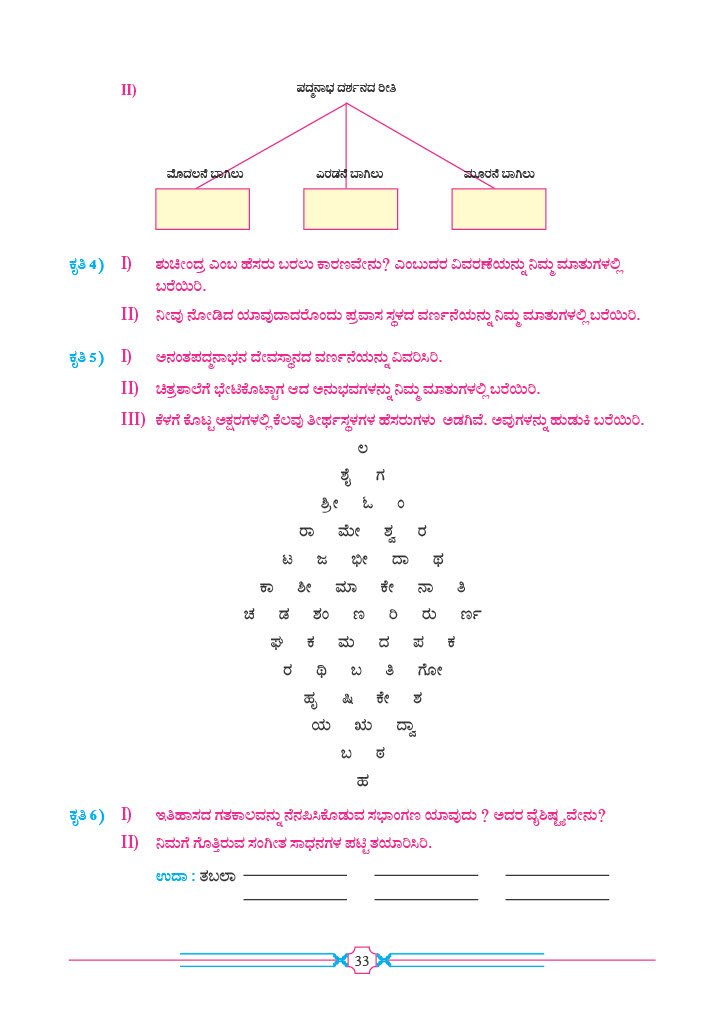 II)
ಪದ್ಮನಾಭ ದರ್ಶನದ ರೀತಿ
ಮೊದಲನೆ ಬಾಗಿಲು ಎರಡನೆ ಬಾಗಿಲು ಮೂರನೆ ಬಾಗಿಲು
ಕೃತಿ 4) I) ಶುಚೀಂದ್ರ ಎಂಬ ಹೆಸರು ಬರಲು ಕಾರಣವೇನು? ಎಂಬುದರ ವಿವರಣೆಯನ್ನು ನಿಮ್ಮ ಮಾತುಗಳಲ್ಲಿ
ಬರೆಯಿರಿ.
II) ನೀವು ನೋಡಿದ ಯಾವುದಾದರೊಂದು ಪ್ರವಾಸ ಸ್ಥಳದ ವರ್ಣನೆಯನ್ನು ನಿಮ್ಮ ಮಾತುಗಳಲ್ಲಿ ಬರೆಯಿರಿ.
ಕೃತಿ 5) I) ಅನಂತಪದ್ಮನಾಭನ ದೇವಸ್ಥಾನದ ವರ್ಣನೆಯನ್ನು ವಿವರಿಸಿರಿ.
II) ಚಿತ್ರಶಾಲೆಗೆ ಭೇಟಿಕೊಟ್ಟಾಗ ಆದ ಅನುಭವಗಳನ್ನು ನಿಮ್ಮ ಮಾತುಗಳಲ್ಲಿ ಬರೆಯಿರಿ.
III) ಕೆಳಗೆ ಕೊಟ್ಟ ಅಕ್ಷರಗಳಲ್ಲಿ ಕೆಲವು ತೀರ್ಥಸ್ಥಳಗಳ ಹೆಸರುಗಳು ಅಡಗಿವೆ. ಅವುಗಳನ್ನು ಹುಡುಕಿ ಬರೆಯಿರಿ.
ಲ
ಶೈ ಗ
ಶ್ರೀ ಓ ಂ
ರಾ ಮೇ ಶ್ವ ರ
ಟ ಜ ಭೀ ದಾ ಥ
ಕಾ ಶೀ ಮಾ ಕೇ ನಾ ತಿ
ಚ ಡ ಶಂ ಣ ರಿ ರು ರ್ಣ
ಘ ಕ ಮ ದ ಪ ಕ
ರ ಥಿ ಬ ತಿ ಗೋ
ಹೃ ಷಿ ಕೇ ಶ
ಯ ಋ ದ್ವಾ
ಬ ಠ
ಹ
ಕೃತಿ 6) I) ಇತಿಹಾಸದ ಗತಕಾಲವನ್ನು ನೆನಪಿಸಿಕೊಡುವ ಸಭಾಂಗಣ ಯಾವುದು ? ಅದರ ವೈಶಿಷ್ಟ್ಯವೇನು?
II) ನಿಮಗೆ ಗೊತ್ತಿರುವ ಸಂಗೀತ ಸಾಧನಗಳ ಪಟ್ಟಿ ತಯಾರಿಸಿರಿ.
ಉದಾ : ತಬಲಾ
33